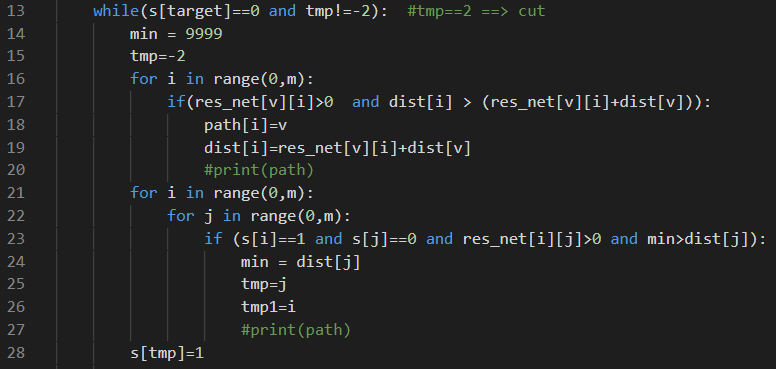 13 while(s[target]==0 and tmp!=-2): #tmp==2 ==> cut
14 min = 9999
15 tmp=-2
16 for i in range(0,m):
17 if(res_net[v][i]>0  and dist[i] > (res_net[v][i]+dist[v])):
18 path[i]=v
19 dist[i]=res_net[v][i]+dist[v]
20 #print(path)
21 for i in range(0,m):
22 for j in range(0,m):
23 if (s[i]==1 and s[j]==0 and res_net[i][j]>0 and min>dist[j]):
24 min = dist[j]
25 tmp=j
26 tmp1=i
27 #print(path)
28 s[tmp]=1